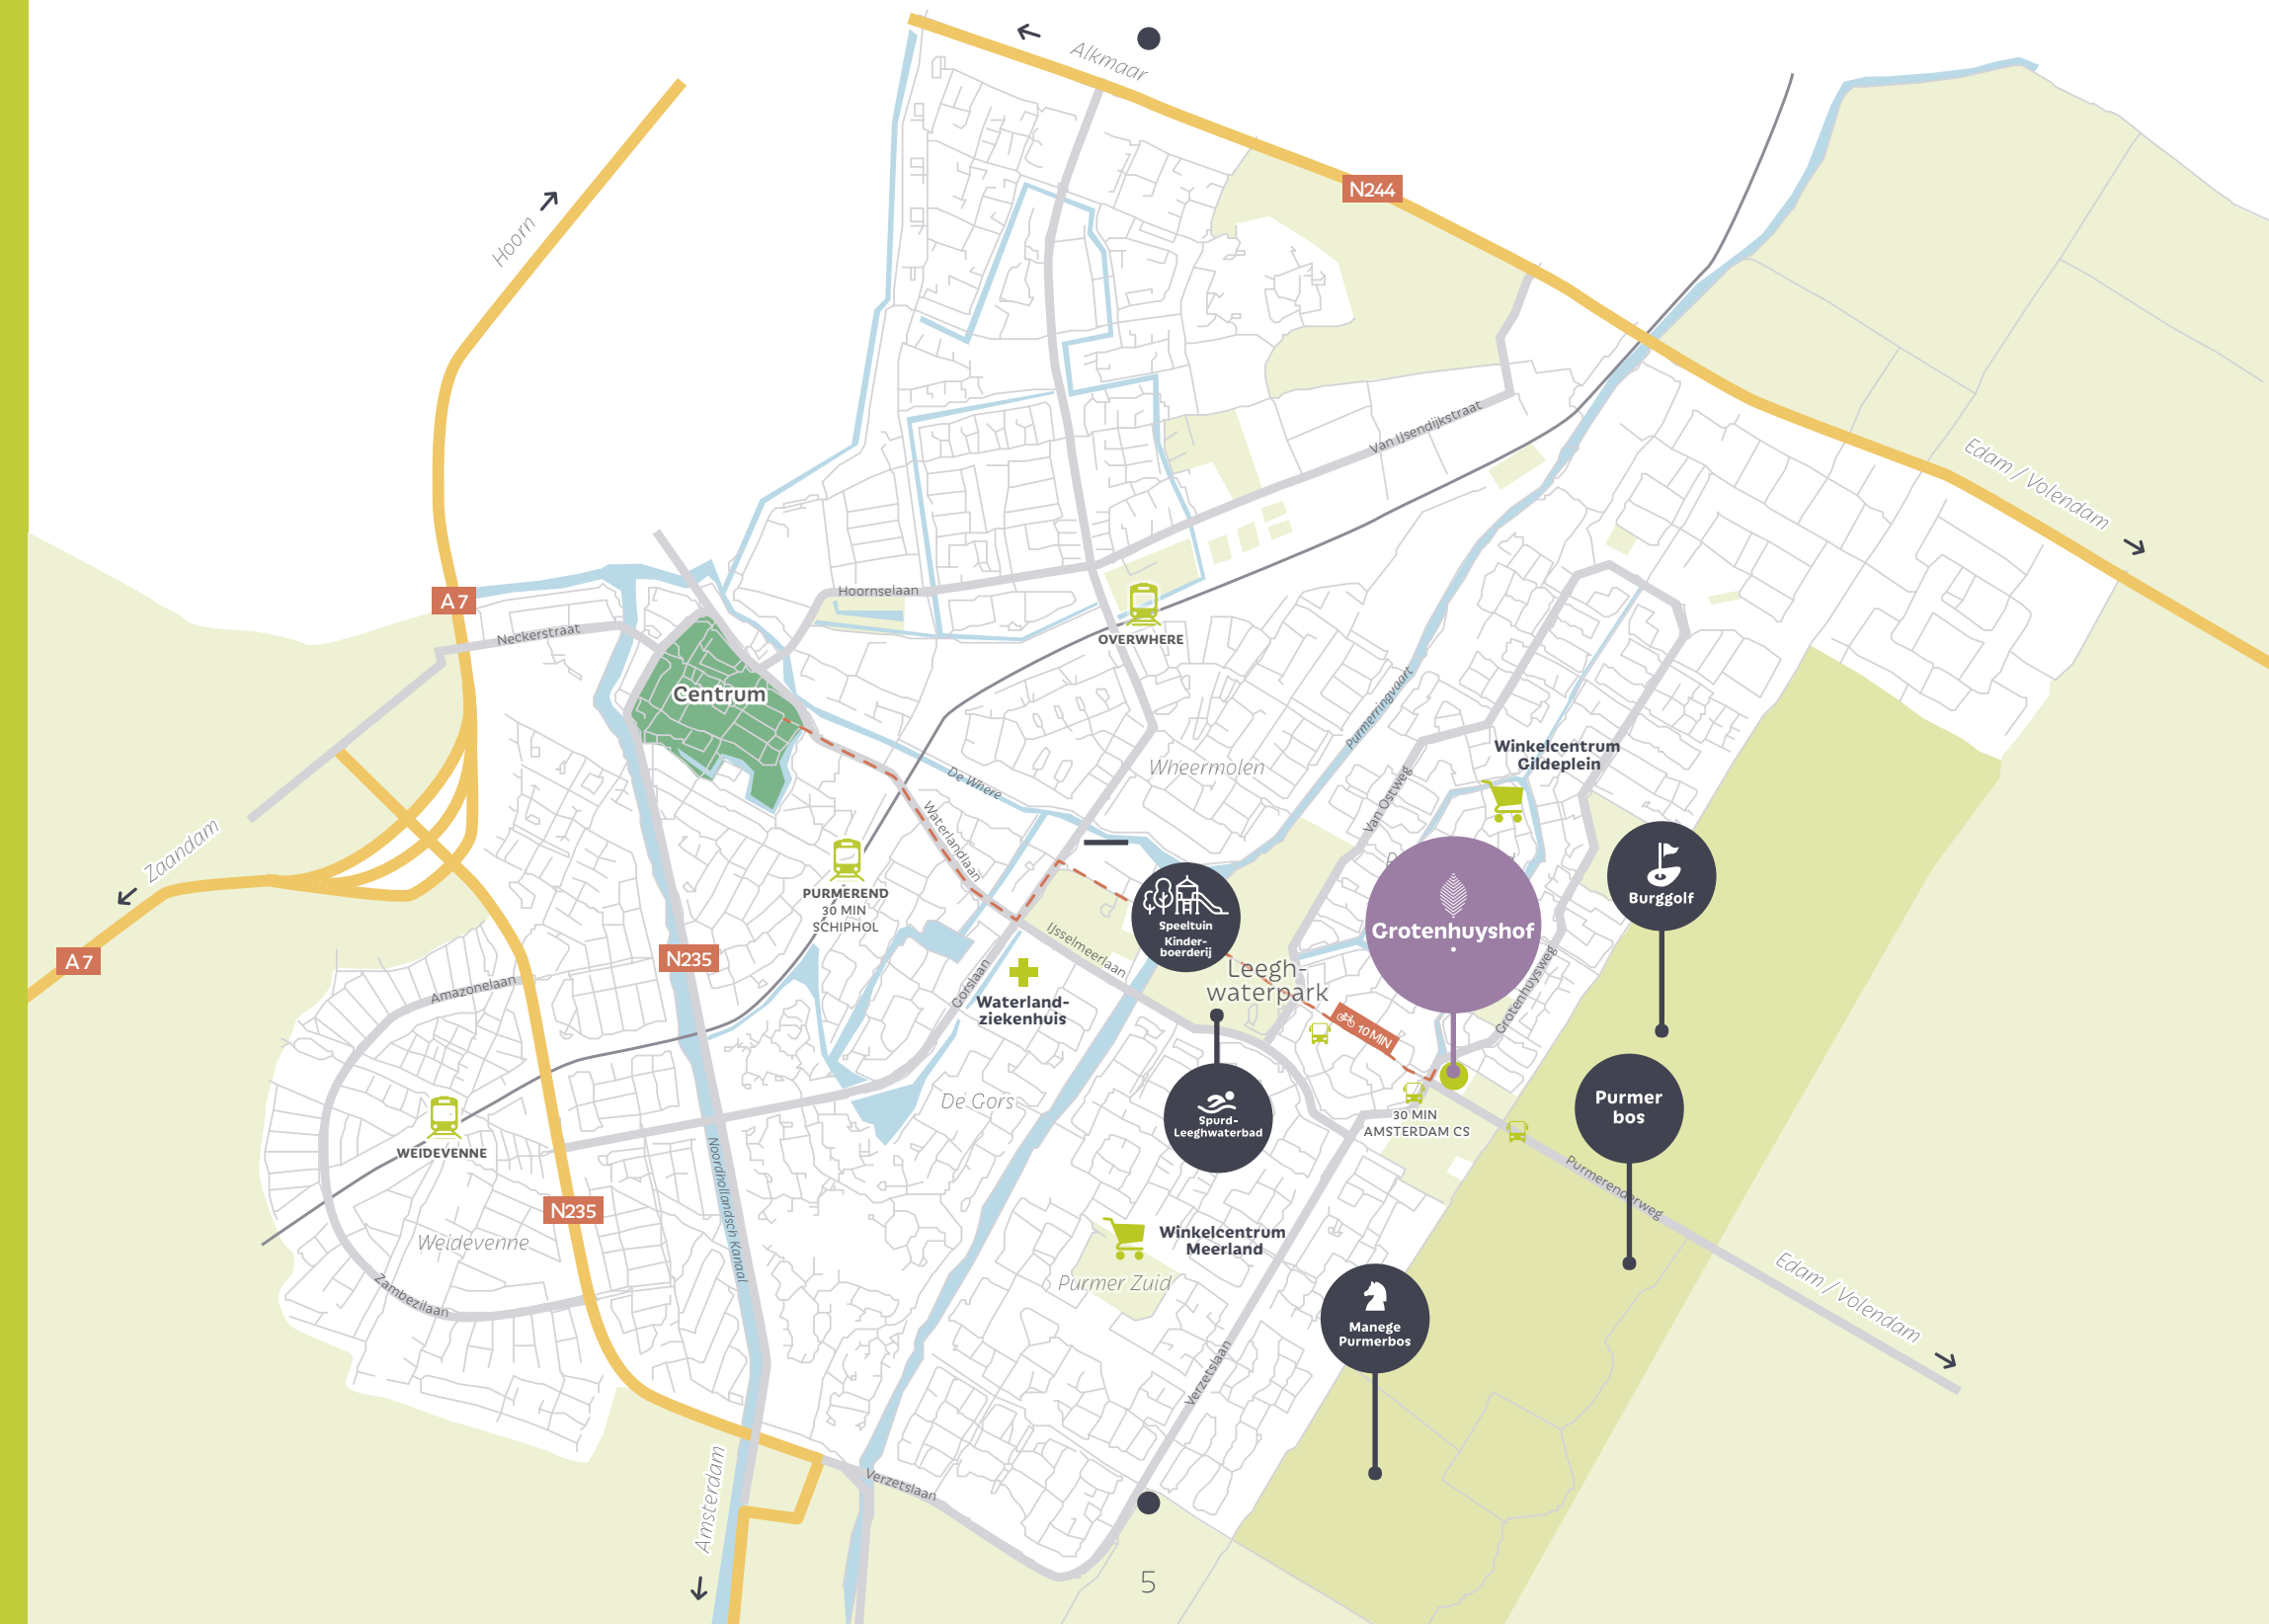 Alkmaar
N244
Hoorn
Edam / Volendam
Van IJsendijkstraat
A7
Hoornselaan
Neckerstraat
OVERWHERE
Centrum
Purmerringvaart
Winkelcentrum
Gildeplein
Wheermolen
De Where
Van Ostweg
Waterlandlaan
Zaandam
PURMEREND
30 MIN
SCHIPHOL
Burggolf
Speeltuin
Kinder-
boerderij
Grotenhuyshof
A7
N235
IJsselmeerlaan
Leegh-
waterpark
Grotenhuysweg
Amazonelaan
Gorslaan
Waterland-
ziekenhuis
10 MIN
De Gors
Spurd-
Leeghwaterbad
30 MIN
AMSTERDAM CS
Purmer
bos
WEIDEVENNE
Purmerenderweg
Noordhollandsch Kanaal
N235
Weidevenne
Winkelcentrum
Meerland
Purmer Zuid
Zambezilaan
Edam / Volendam
Manege
Purmerbos
Verzetslaan
Verzetslaan
Amsterdam
5